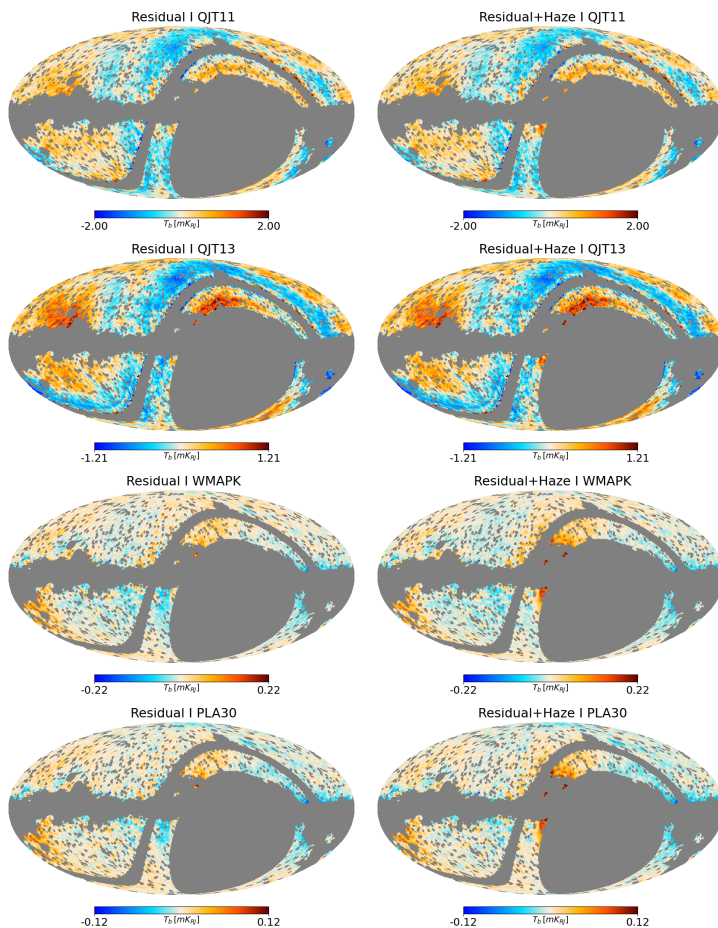 Residual I QJT11
Residual+Haze I QJT11
-2.00 T_b [mK_RJ] 2.00
-2.00 T_b [mK_RJ] 2.00
Residual I QJT13
Residual+Haze I QJT13
-1.21 T_b [mK_RJ] 1.21
-1.21 T_b [mK_RJ] 1.21
Residual I WMAPK
Residual+Haze I WMAPK
-0.22 T_b [mK_RJ] 0.22
-0.22 T_b [mK_RJ] 0.22
Residual I PLA30
Residual+Haze I PLA30
-0.12 T_b [mK_RJ] 0.12
-0.12 T_b [mK_RJ] 0.12